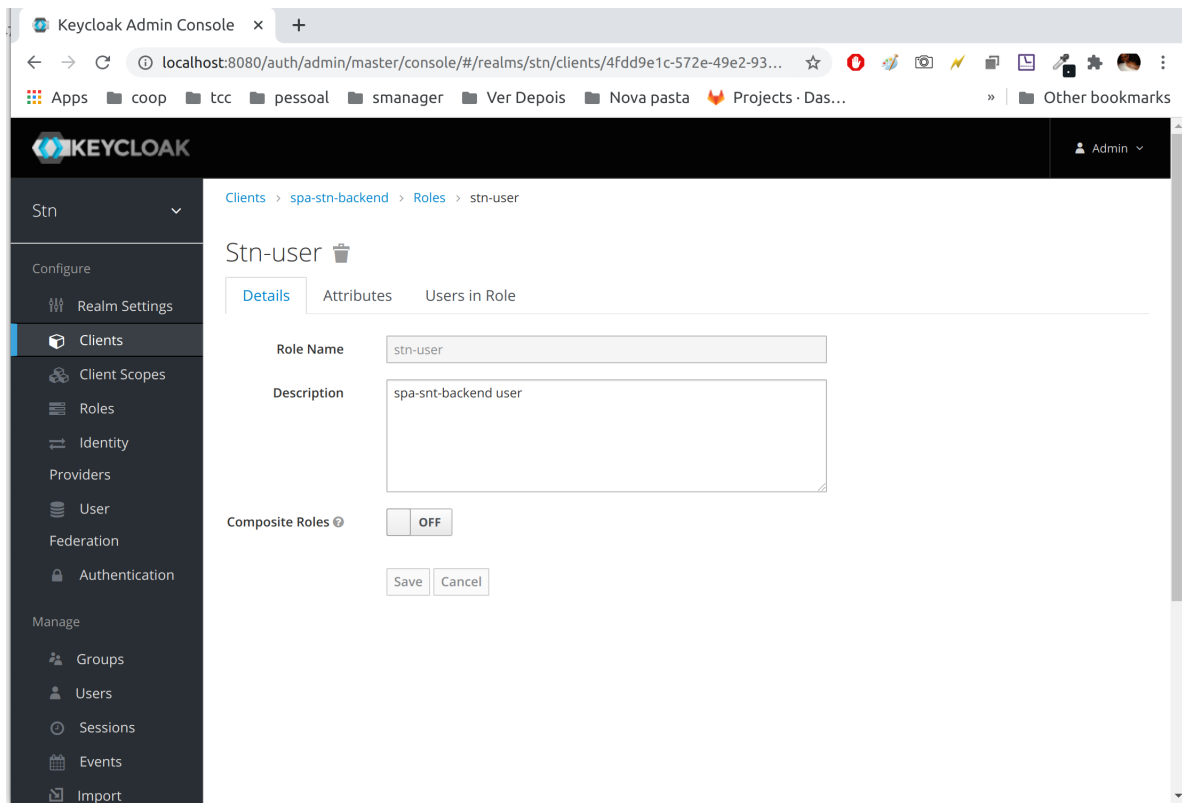 Keycloak Admin Console × +
localhost:8080/auth/admin/master/console/#/realms/stn/clients/4fdd9e1c-572e-49e2-93...
Apps coop tcc pessoal smanager Ver Depois Nova pasta Projects · Das... » Other bookmarks
KEYCLOAK
Admin
Stn
Clients > spa-stn-backend > Roles > stn-user
Stn-user
Details Attributes Users in Role
Role Name stn-user
Description spa-snt-backend user
Composite Roles OFF
Save Cancel
Configure
Realm Settings
Clients
Client Scopes
Roles
Identity
Providers
User
Federation
Authentication
Manage
Groups
Users
Sessions
Events
Import